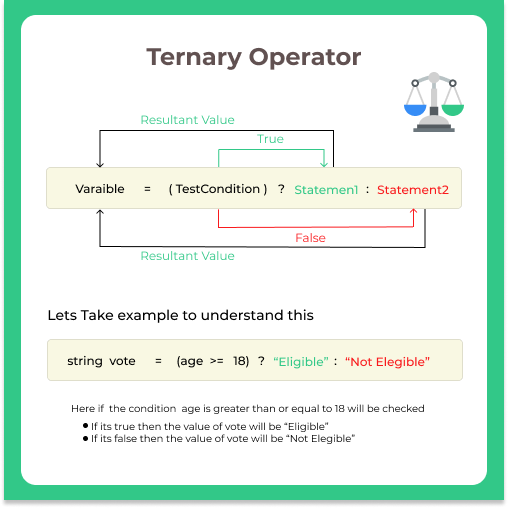 Ternary Operator
Resultant Value
True
Varaible = ( TestCondition ) ? Statemen1 : Statement2
False
Resultant Value
Lets Take example to understand this
string vote = (age >= 18) ? “Eligible” : “Not Elegible”
Here if the condition age is greater than or equal to 18 will be checked
● If its true then the value of vote will be “Eligible”
● If its false then the value of vote will be “Not Elegible”